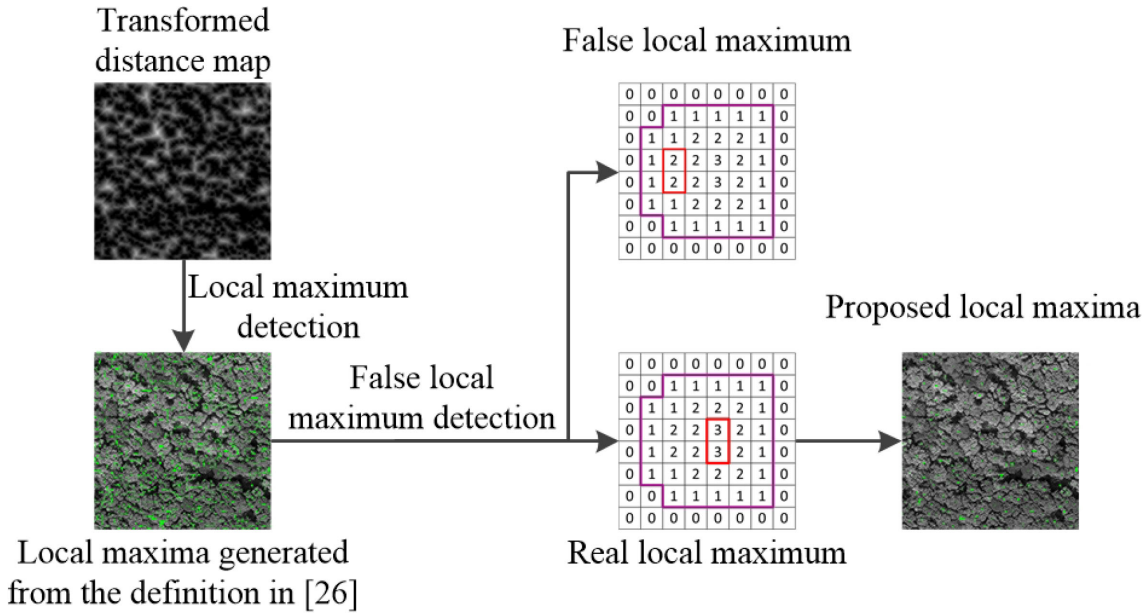 Transformed
distance map
False local maximum
0 0 0 0 0 0 0 0
0 0 1 1 1 1 1 0
0 1 1 2 2 2 1 0
0 1 2 2 3 2 1 0
0 1 2 2 3 2 1 0
0 1 1 2 2 2 1 0
0 0 1 1 1 1 1 0
0 0 0 0 0 0 0 0
Local maximum
detection
Proposed local maxima
False local
maximum detection
0 0 0 0 0 0 0 0
0 0 1 1 1 1 1 0
0 1 1 2 2 2 1 0
0 1 2 2 3 2 1 0
0 1 2 2 3 2 1 0
0 1 1 2 2 2 1 0
0 0 1 1 1 1 1 0
0 0 0 0 0 0 0 0
Local maxima generated
from the definition in [26]
Real local maximum